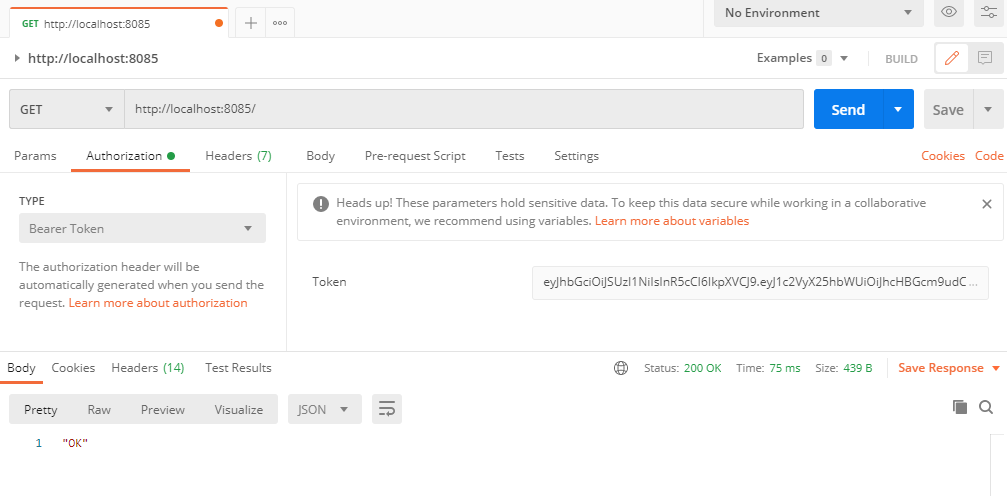 GET http://localhost:8085
No Environment
http://localhost:8085
Examples 0
BUILD
GET
http://localhost:8085/
Send
Save
Params
Authorization
Headers (7)
Body
Pre-request Script
Tests
Settings
Cookies
Code
TYPE
Bearer Token
The authorization header will be
automatically generated when you send the
request. Learn more about authorization
Heads up! These parameters hold sensitive data. To keep this data secure while working in a collaborative
environment, we recommend using variables. Learn more about variables
Token
eyJhbGciOiJSUzI1NiIsInR5cCI6IkpXVCJ9.eyJ1c2VyX25hbWUiOiJhcHBGcm9udC ...
Body
Cookies
Headers (14)
Test Results
Status: 200 OK
Time: 75 ms
Size: 439 B
Save Response
Pretty
Raw
Preview
Visualize
JSON
1 "OK"